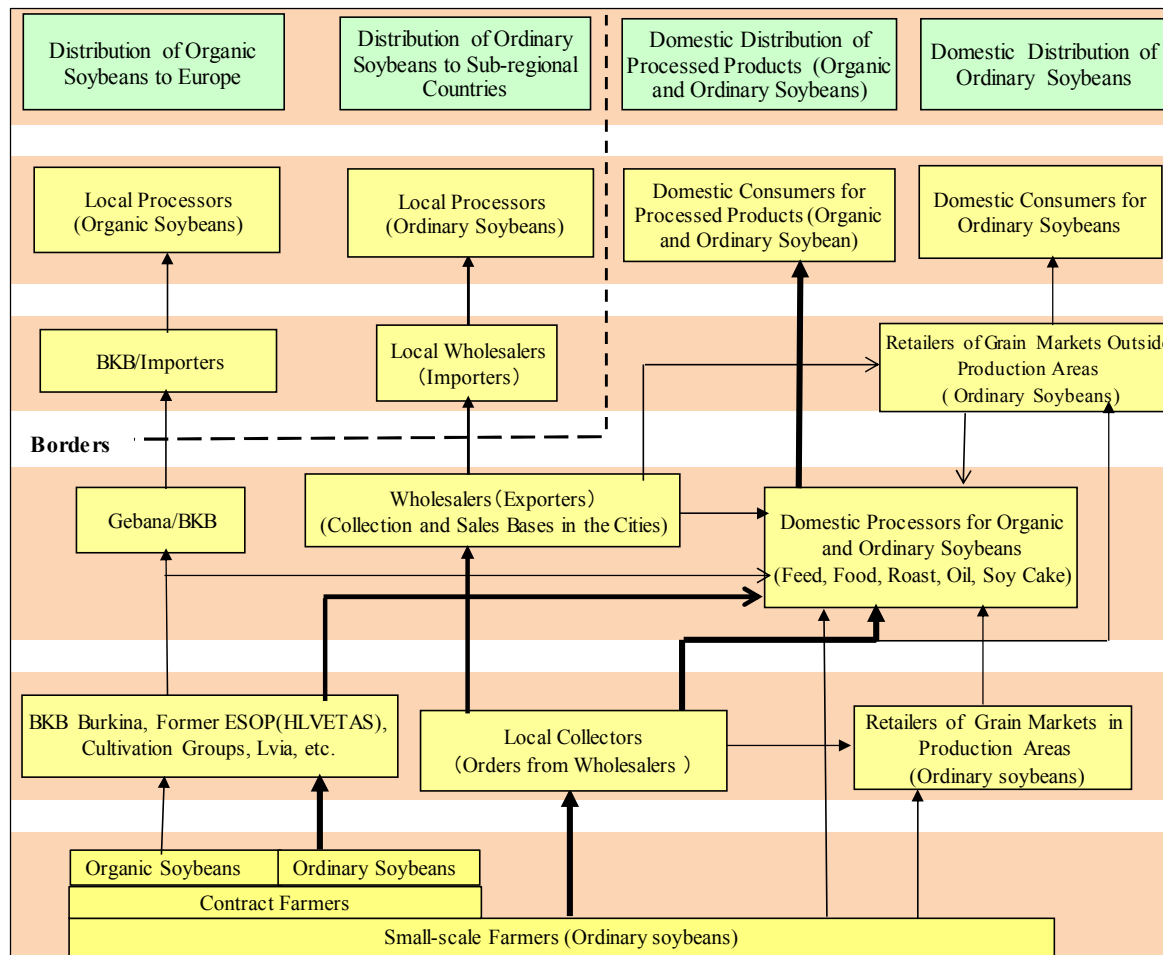 Distribution of Organic
Soybeans to Europe
Distribution of Ordinary
Soybeans to Sub-regional
Countries
Domestic Distribution of
Processed Products (Organic
and Ordinary Soybeans)
Domestic Distribution of
Ordinary Soybeans
Local Processors
(Organic Soybeans)
Local Processors
(Ordinary Soybeans)
Domestic Consumers for
Processed Products (Organic
and Ordinary Soybean)
Domestic Consumers for
Ordinary Soybeans
BKB/Importers
Local Wholesalers
(Importers)
Retailers of Grain Markets Outside
Production Areas
( Ordinary Soybeans)
Borders
Gebana/BKB
Wholesalers(Exporters)
(Collection and Sales Bases in the Cities)
Domestic Processors for Organic
and Ordinary Soybeans
(Feed, Food, Roast, Oil, Soy Cake)
BKB Burkina, Former ESOP(HLVETAS),
Cultivation Groups, Lvia, etc.
Local Collectors
(Orders from Wholesalers )
Retailers of Grain Markets in
Production Areas
(Ordinary soybeans)
Organic Soybeans
Ordinary Soybeans
Contract Farmers
Small-scale Farmers (Ordinary soybeans)